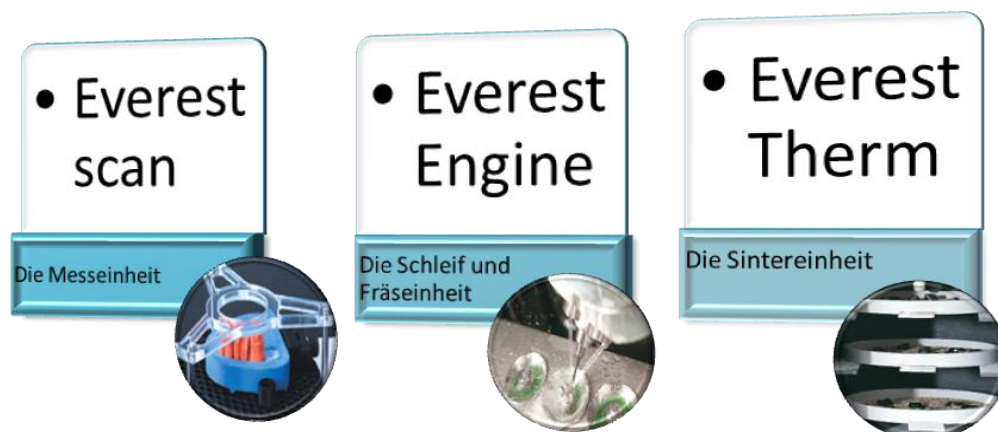 • Everest
scan
Die Messeinheit
• Everest
Engine
Die Schleif und
Fräseinheit
• Everest
Therm
Die Sintereinheit